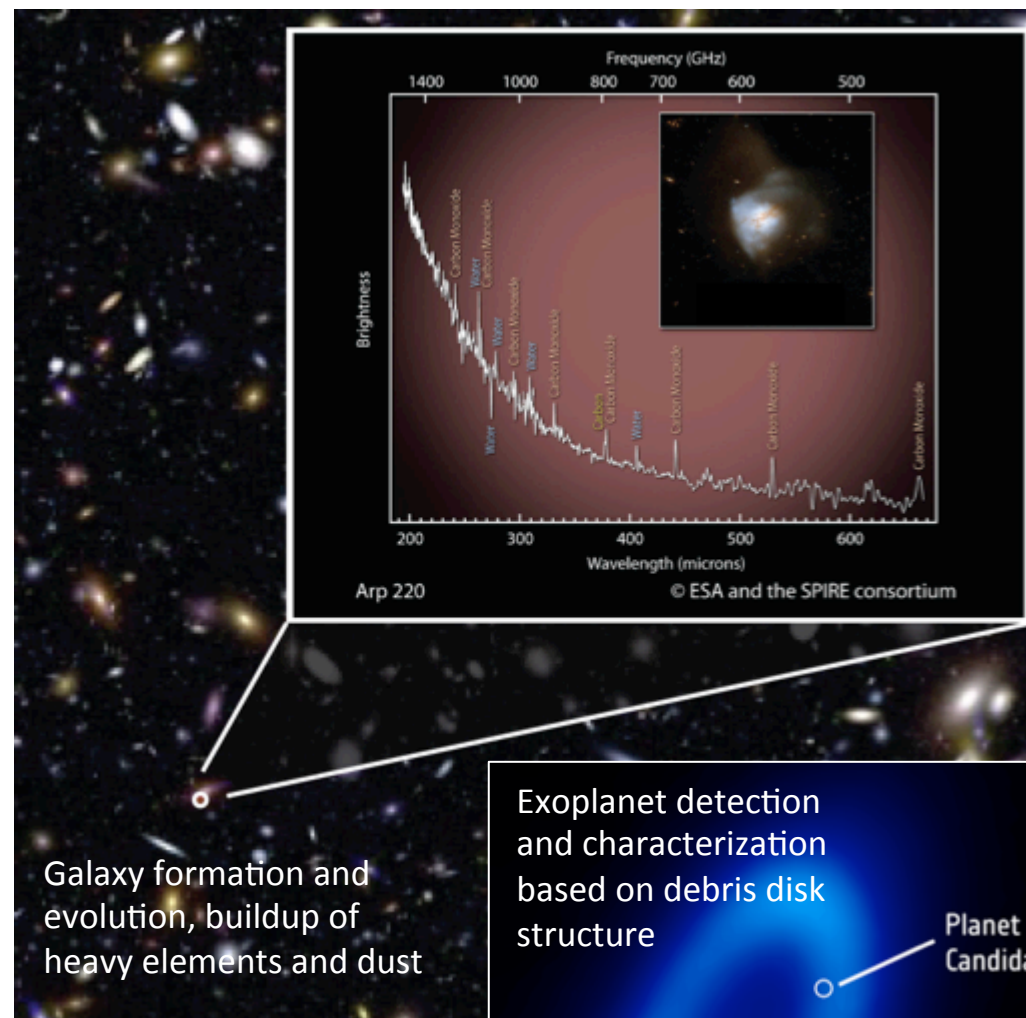 Frequency (GHz)
1400 1000 800 700 600 500
Brightness
Carbon Monoxide
Water
Carbon Monoxide
Water
Water
Carbon Monoxide
Water
Carbon Monoxide
Carbon
Carbon Monoxide
Water
Carbon Monoxide
Carbon Monoxide
Carbon Monoxide
200 300 400 500 600
Wavelength (microns)
Arp 220 © ESA and the SPIRE consortium
Galaxy formation and
evolution, buildup of
heavy elements and dust
Exoplanet detection
and characterization
based on debris disk
structure
Planet
Candida